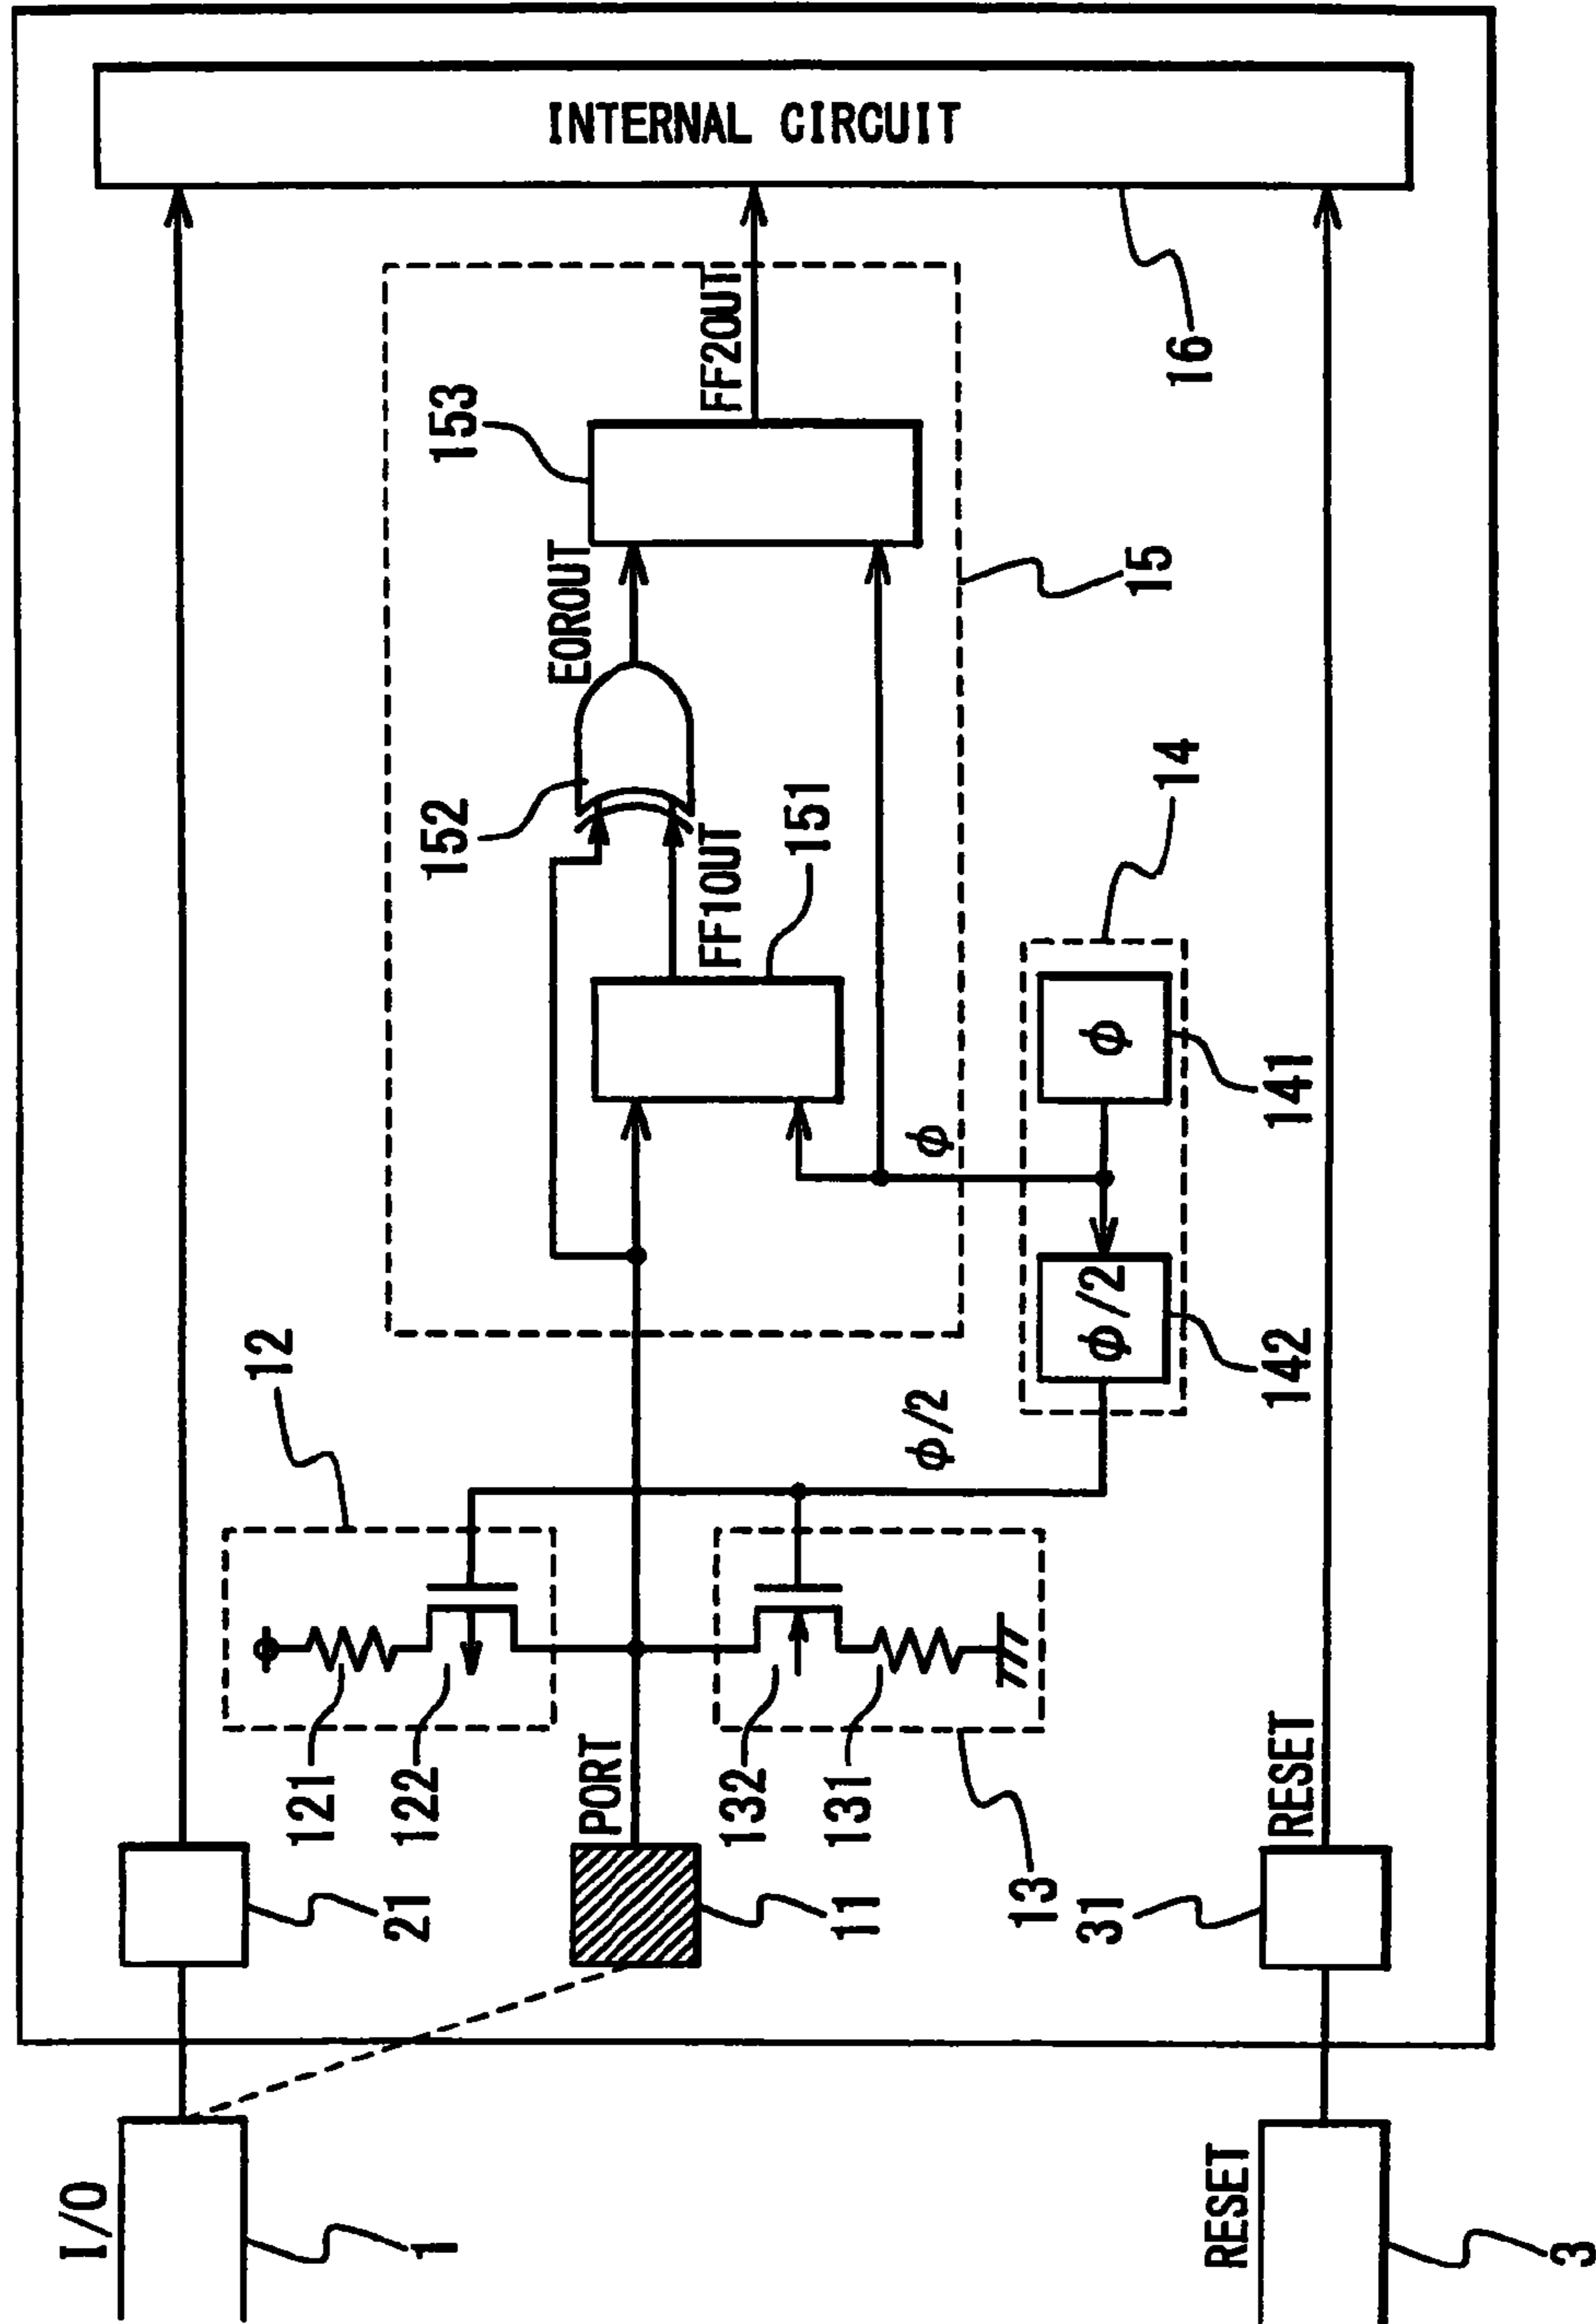 I/O
1
21
INTERNAL CIRCUIT
12
121
122
PORT
11
152
EOROUT
153
FF1OUT
FF2OUT
151
132
131
13
φ/2
φ
15
14
φ/2
φ
142
141
16
RESET
3
31
RESET